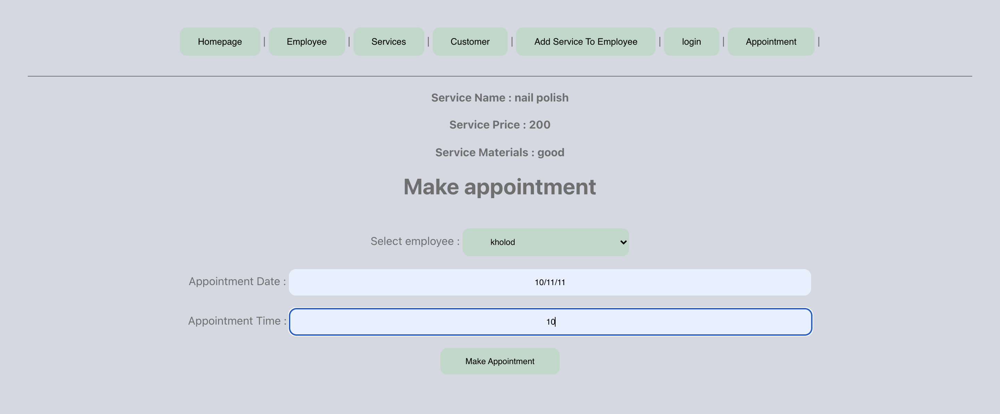 Homepage | Employee | Services | Customer | Add Service To Employee | login | Appointment |
Service Name : nail polish
Service Price : 200
Service Materials : good
Make appointment
Select employee : kholod
Appointment Date : 10/11/11
Appointment Time : 10
Make Appointment